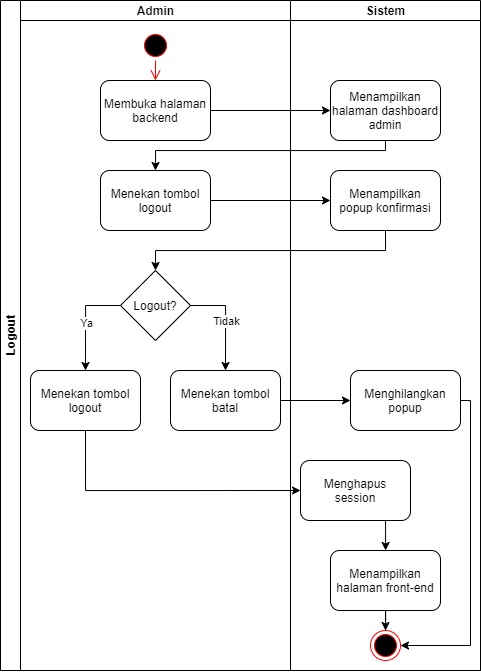 Admin
Sistem
Logout
Membuka halaman
backend
Menampilkan
halaman dashboard
admin
Menekan tombol
logout
Menampilkan
popup konfirmasi
Logout?
Ya
Tidak
Menekan tombol
logout
Menekan tombol
batal
Menghilangkan
popup
Menghapus
session
Menampilkan
halaman front-end